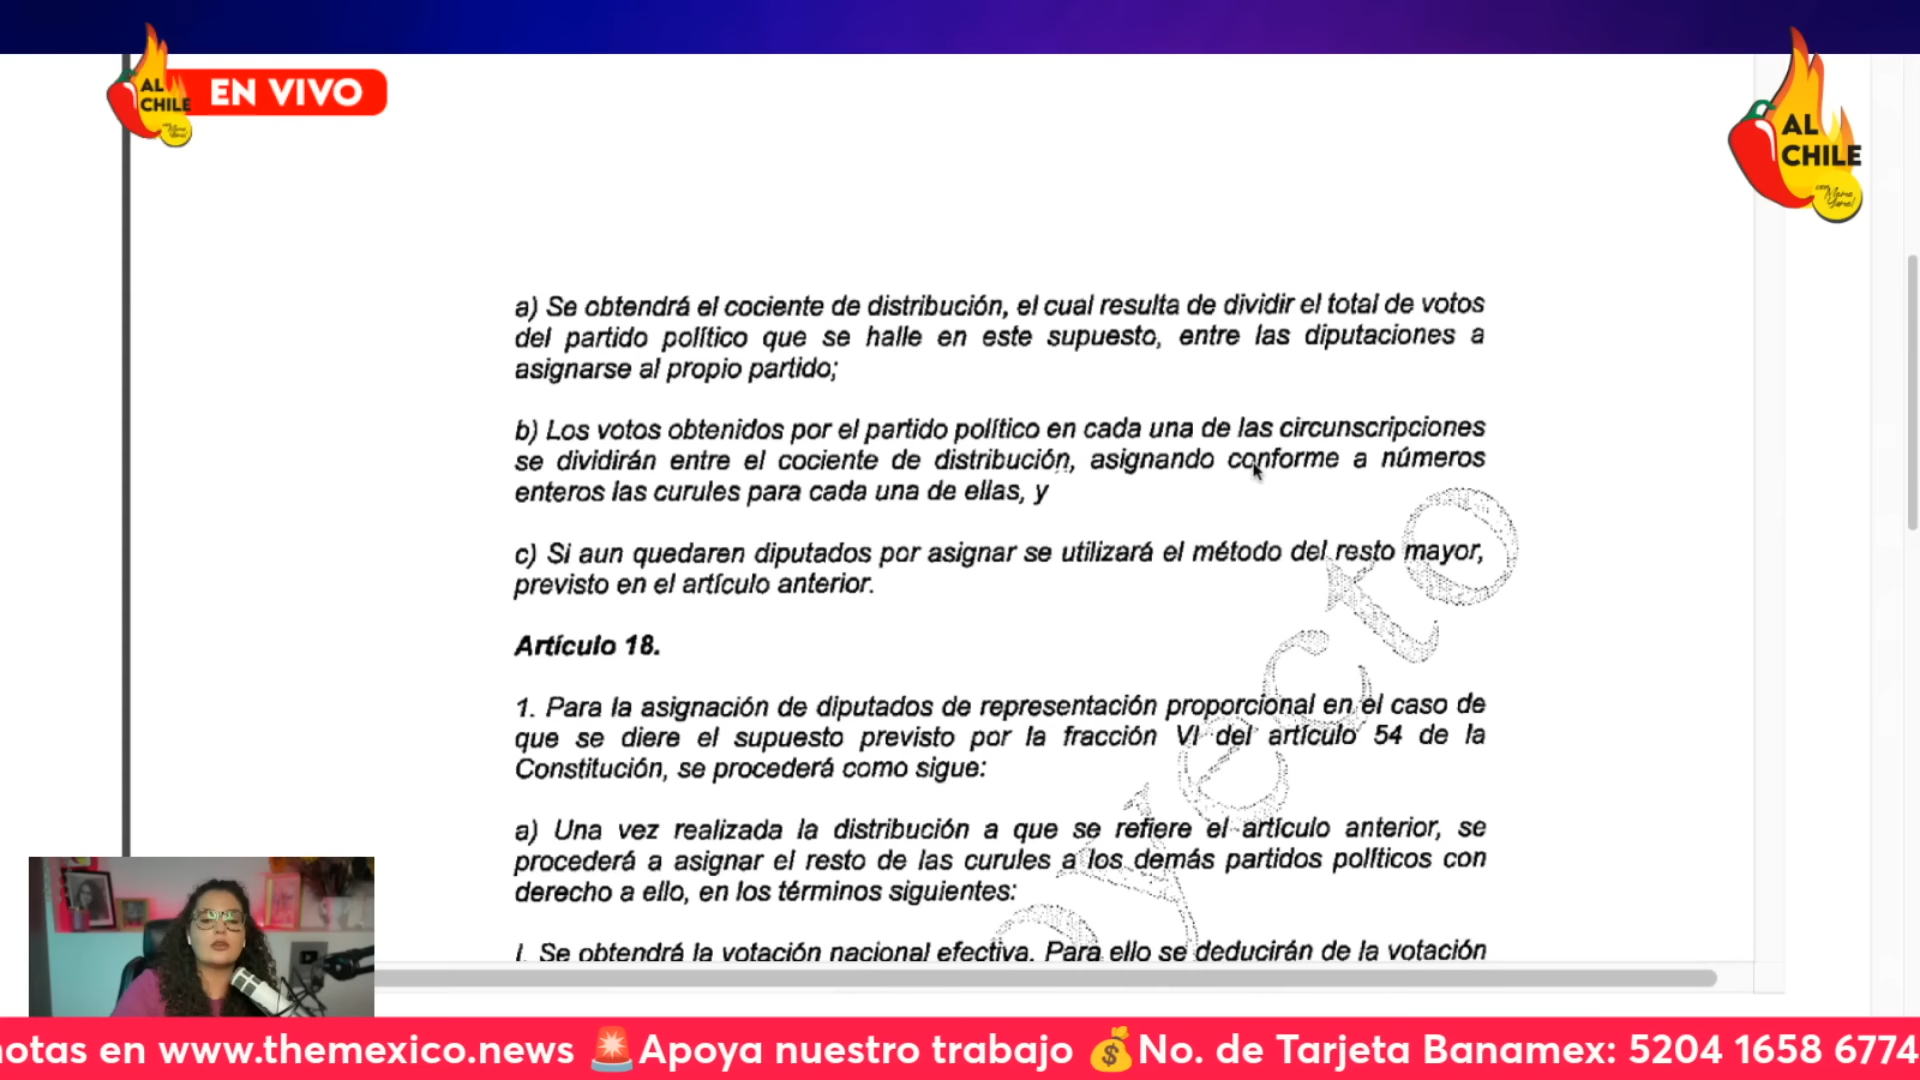 AL
CHILE
EN VIVO
AL
CHILE
a) Se obtendrá el cociente de distribución, el cual resulta de dividir el total de votos
del partido político que se halle en este supuesto, entre las diputaciones a
asignarse al propio partido;
b) Los votos obtenidos por el partido político en cada una de las circunscripciones
se dividirán entre el cociente de distribución, asignando conforme a números
enteros las curules para cada una de ellas, y
c) Si aun quedaren diputados por asignar se utilizará el método del resto mayor,
previsto en el artículo anterior.
Artículo 18.
1. Para la asignación de diputados de representación proporcional en el caso de
que se diere el supuesto previsto por la fracción VI del artículo 54 de la
Constitución, se procederá como sigue:
a) Una vez realizada la distribución a que se refiere el artículo anterior, se
procederá a asignar el resto de las curules a los demás partidos políticos con
derecho a ello, en los términos siguientes:
I. Se obtendrá la votación nacional efectiva. Para ello se deducirán de la votación
yecto
notas en www.themexico.news 🚨Apoya nuestro trabajo 💰No. de Tarjeta Banamex: 5204 1658 6774